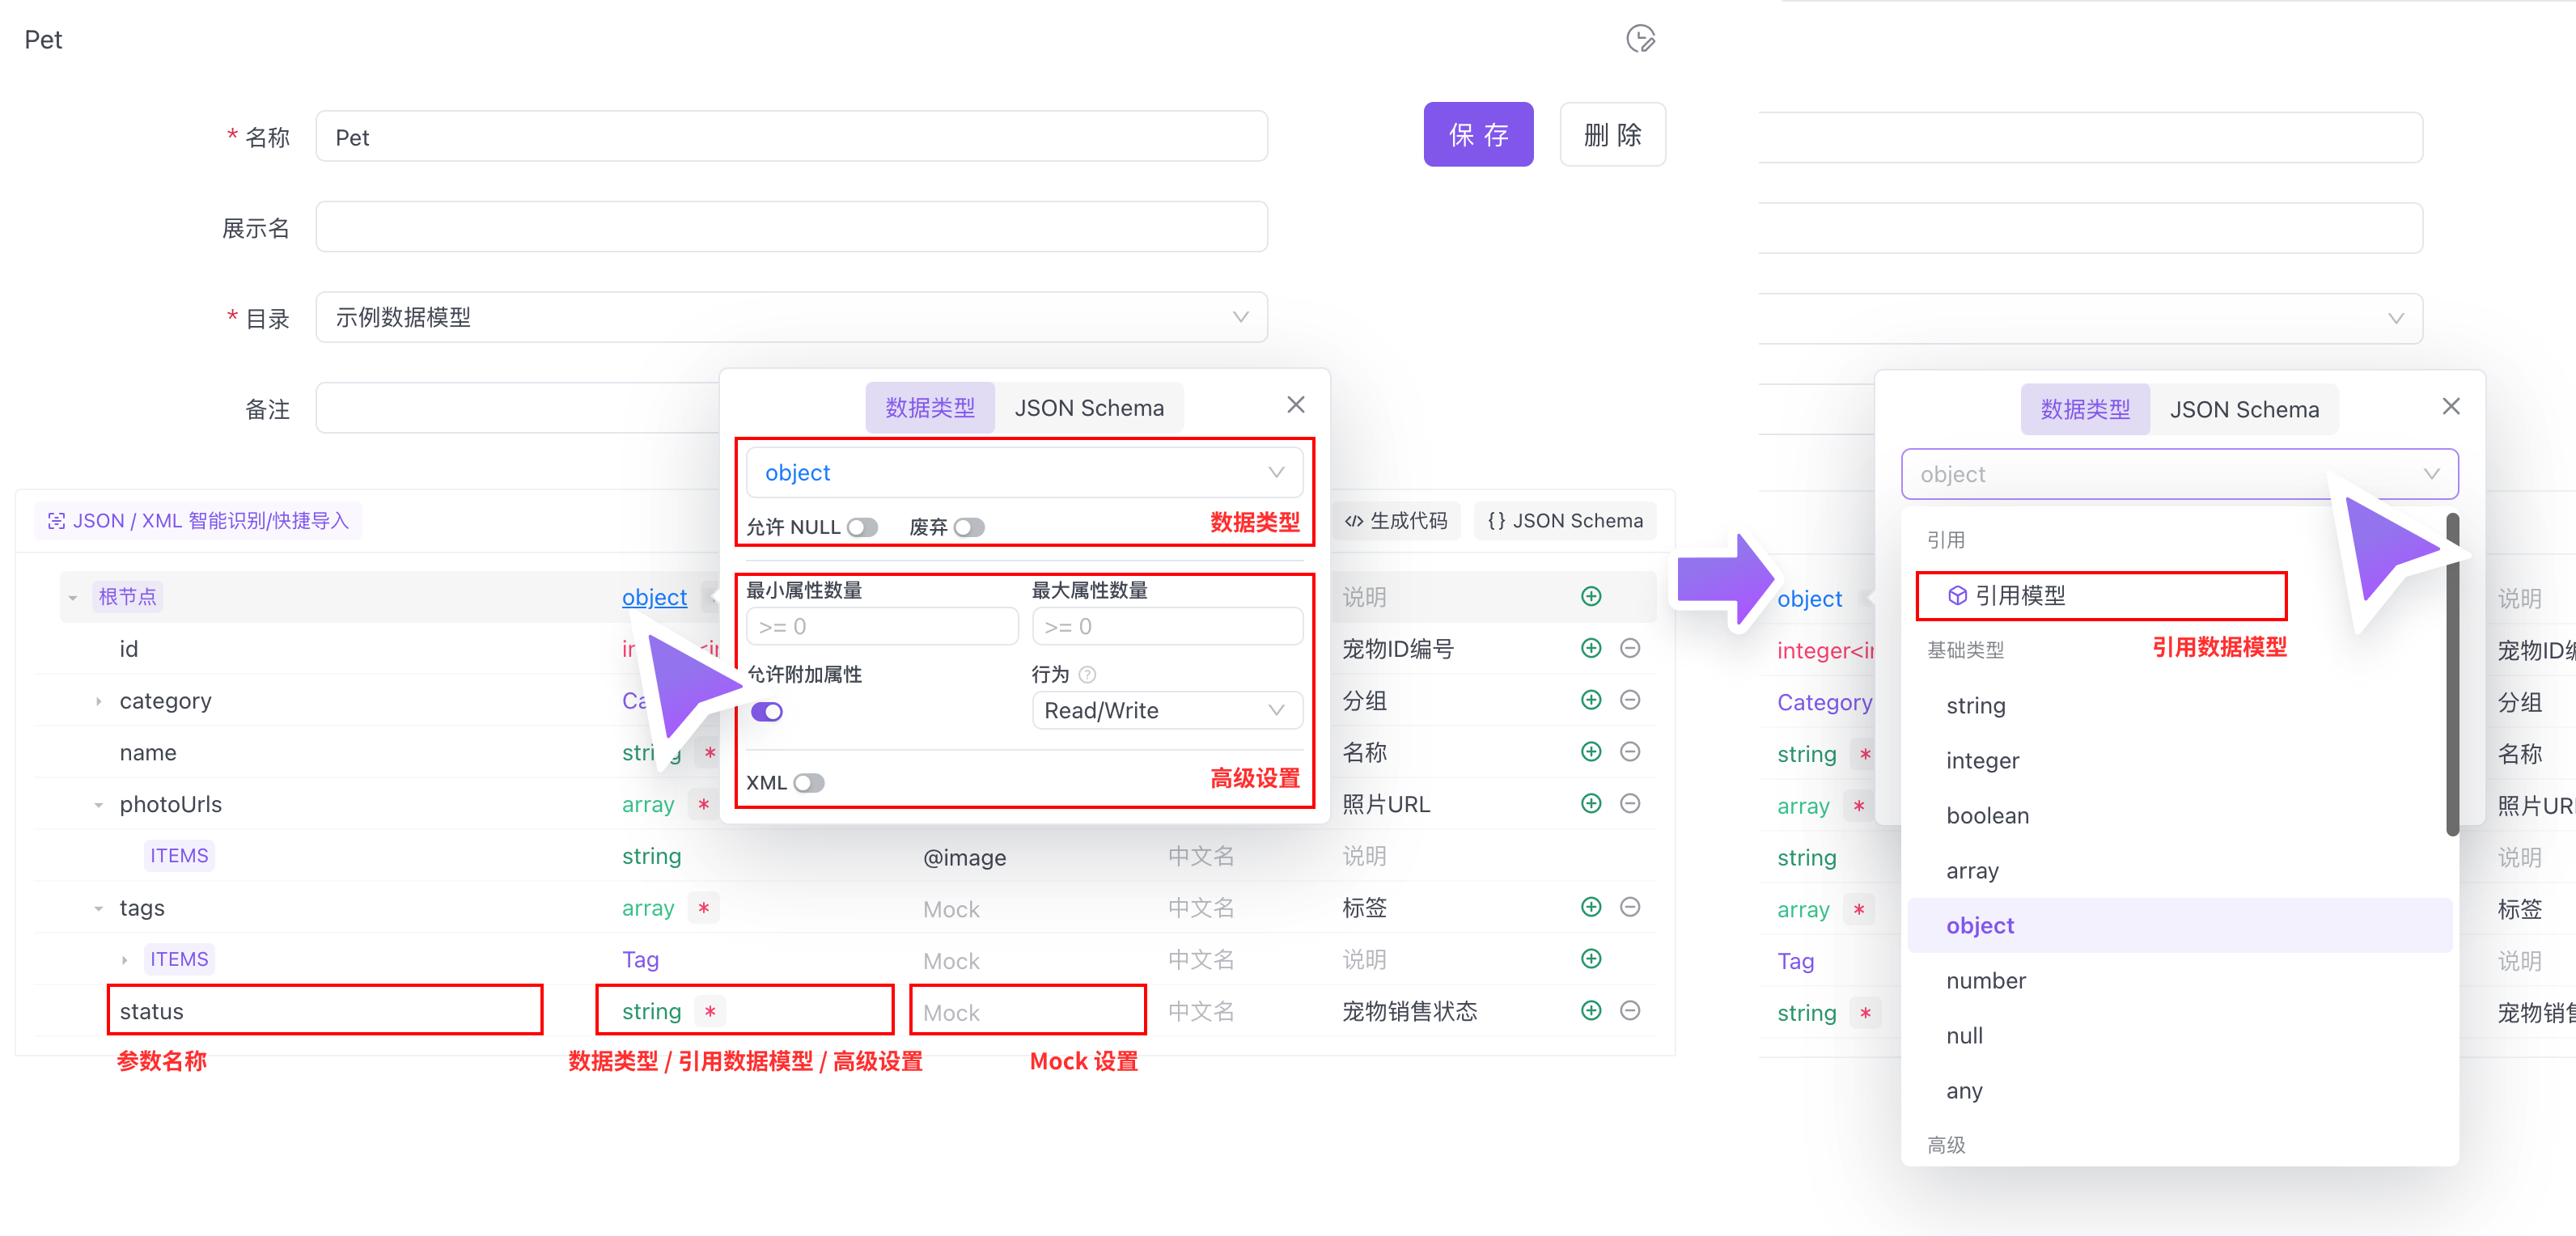 Pet
* 名称
Pet
保 存
删 除
展示名
* 目录
示例数据模型
备注
数据类型
JSON Schema
object
允许 NULL
废弃
数据类型
最小属性数量
最大属性数量
>= 0
>= 0
允许附加属性
行为
Read/Write
XML
高级设置
JSON / XML 智能识别/快捷导入
</> 生成代码
{} JSON Schema
根节点
object
说明
id
宠物ID编号
category
分组
name
string *
名称
photoUrls
array *
照片URL
ITEMS
string
@image
中文名
说明
tags
array *
Mock
中文名
标签
ITEMS
Tag
Mock
中文名
说明
status
string *
Mock
中文名
宠物销售状态
参数名称
数据类型 / 引用数据模型 / 高级设置
Mock 设置
数据类型
JSON Schema
object
引用
引用模型
引用数据模型
基础类型
string
integer
boolean
array
object
number
null
any
高级
object
说明
integer<in
宠物ID编
Category
分组
string *
名称
array *
照片UR
string
说明
array *
标签
Tag
说明
string *
宠物销售